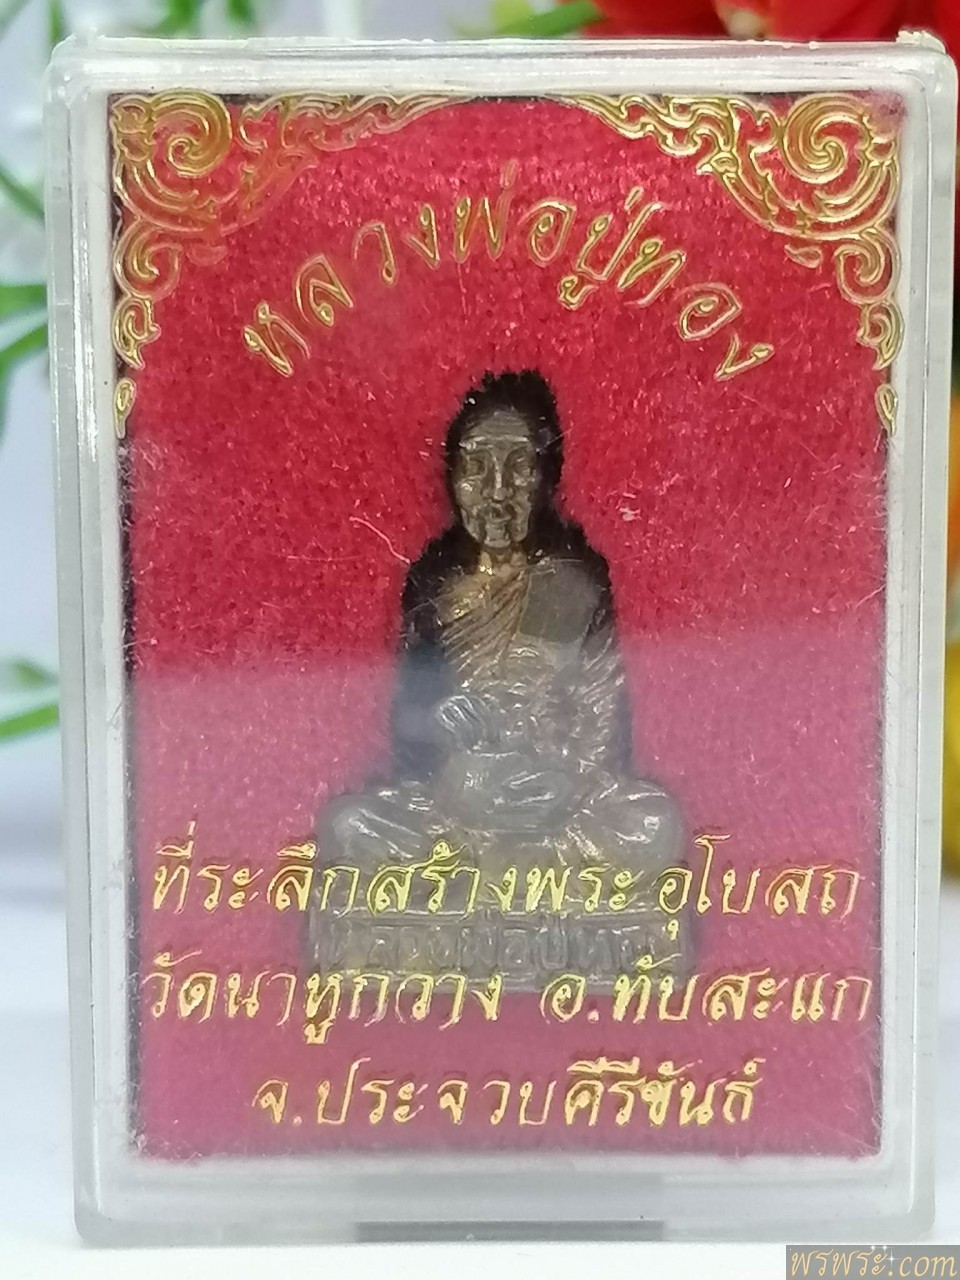 หลวงพ่อปู่ทอง
ที่ระลึกสร้างพระอุโบสถ
วัดนาหูกวาง อ.ทับสะแก
จ.ประจวบคีรีขันธ์
พรพระ.com